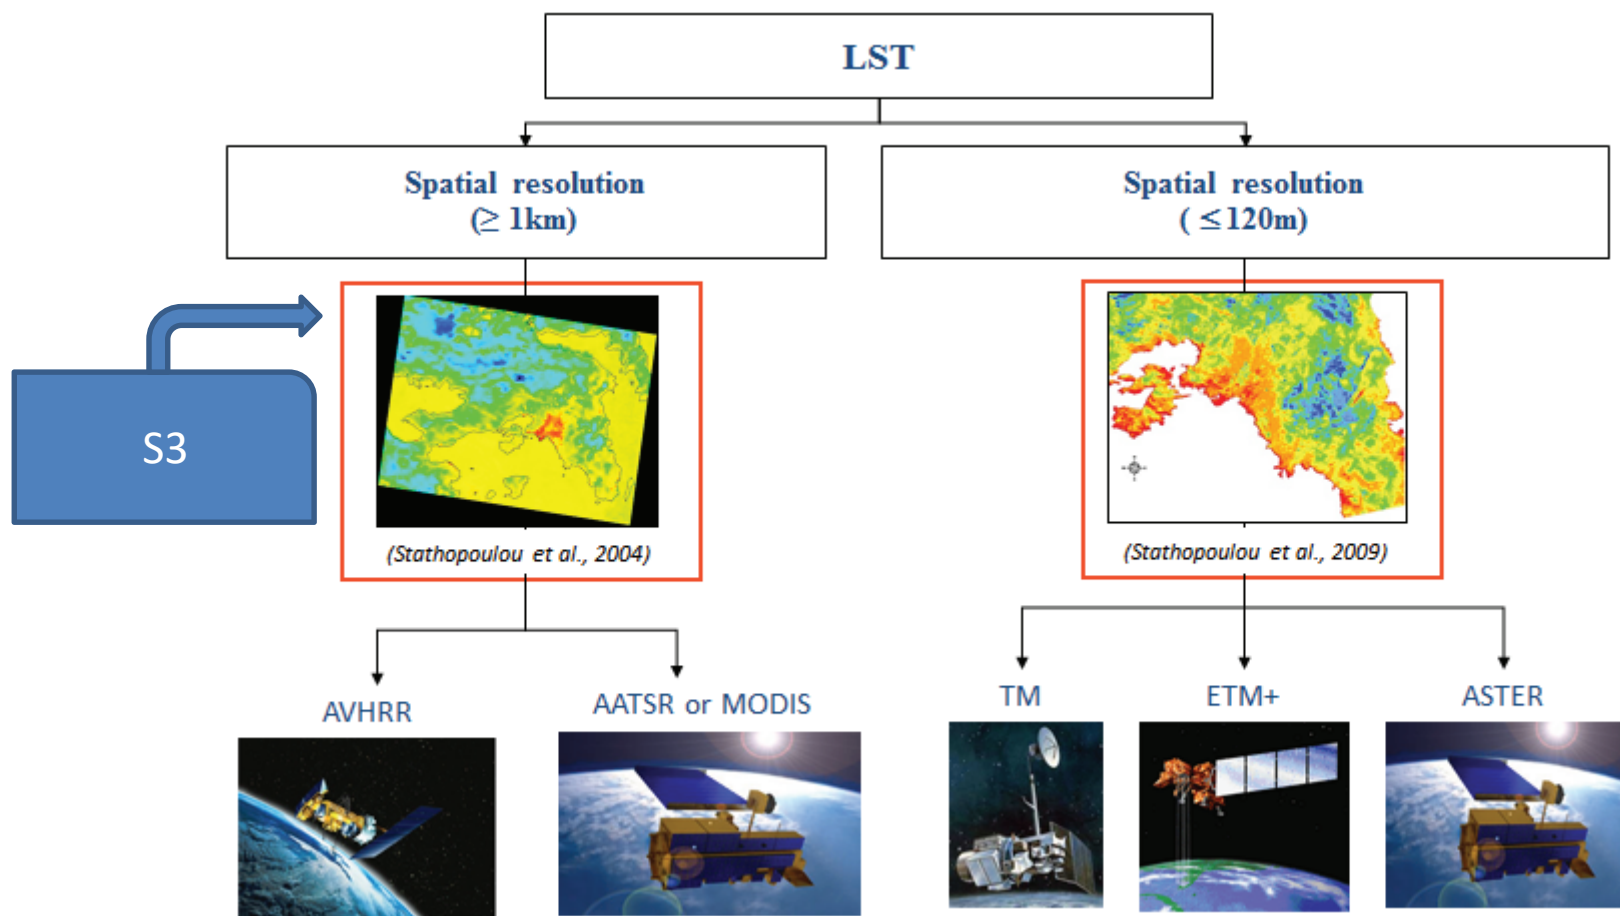 LST
Spatial resolution
(≥ 1km)
Spatial resolution
( ≤120m)
S3
(Stathopoulou et al., 2004)
(Stathopoulou et al., 2009)
AVHRR
AATSR or MODIS
TM
ETM+
ASTER